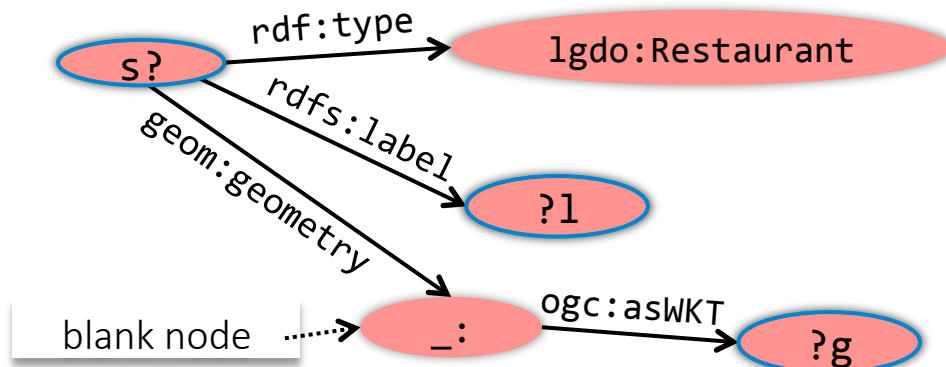 rdf:type
lgdo:Restaurant
s?
rdfs:label
geom:geometry
?l
ogc:asWKT
blank node
_:
?g